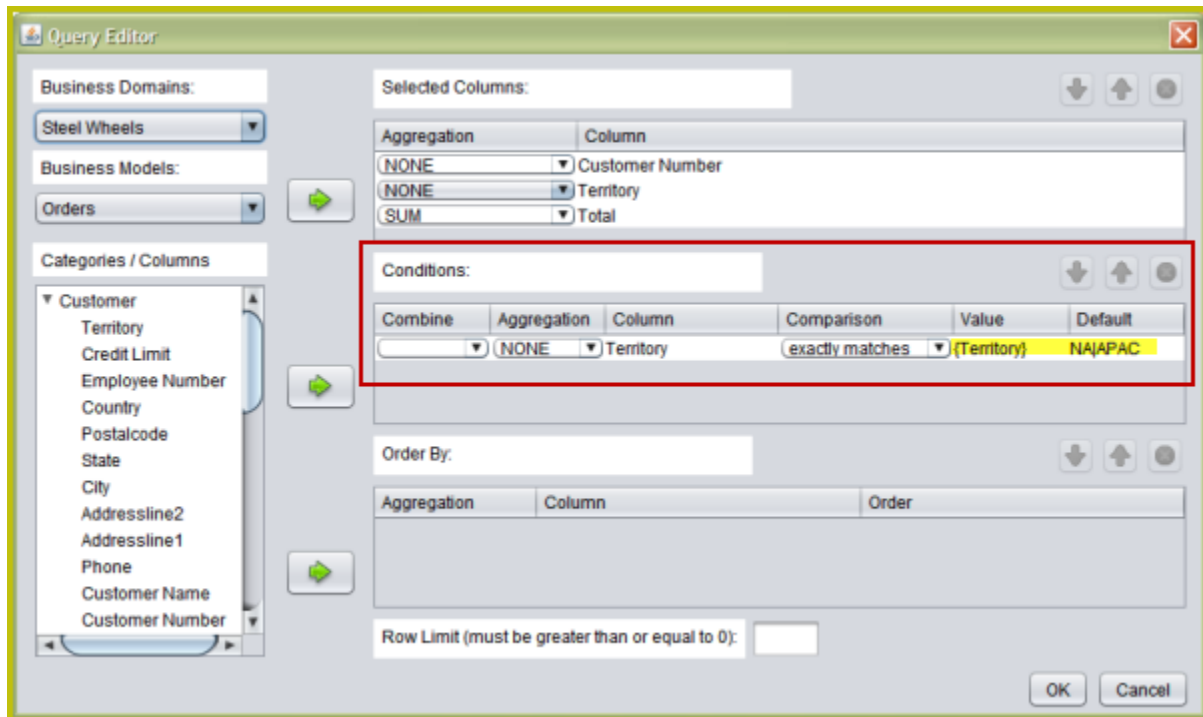 Query Editor
Business Domains:
Steel Wheels
Business Models:
Orders
Categories / Columns
Customer
Territory
Credit Limit
Employee Number
Country
Postalcode
State
City
Addressline2
Addressline1
Phone
Customer Name
Customer Number
Selected Columns:
Aggregation Column
NONE Customer Number
NONE Territory
SUM Total
Conditions:
Combine Aggregation Column Comparison Value Default
NONE Territory exactly matches {Territory} NA|APAC
Order By:
Aggregation Column Order
Row Limit (must be greater than or equal to 0):
OK Cancel